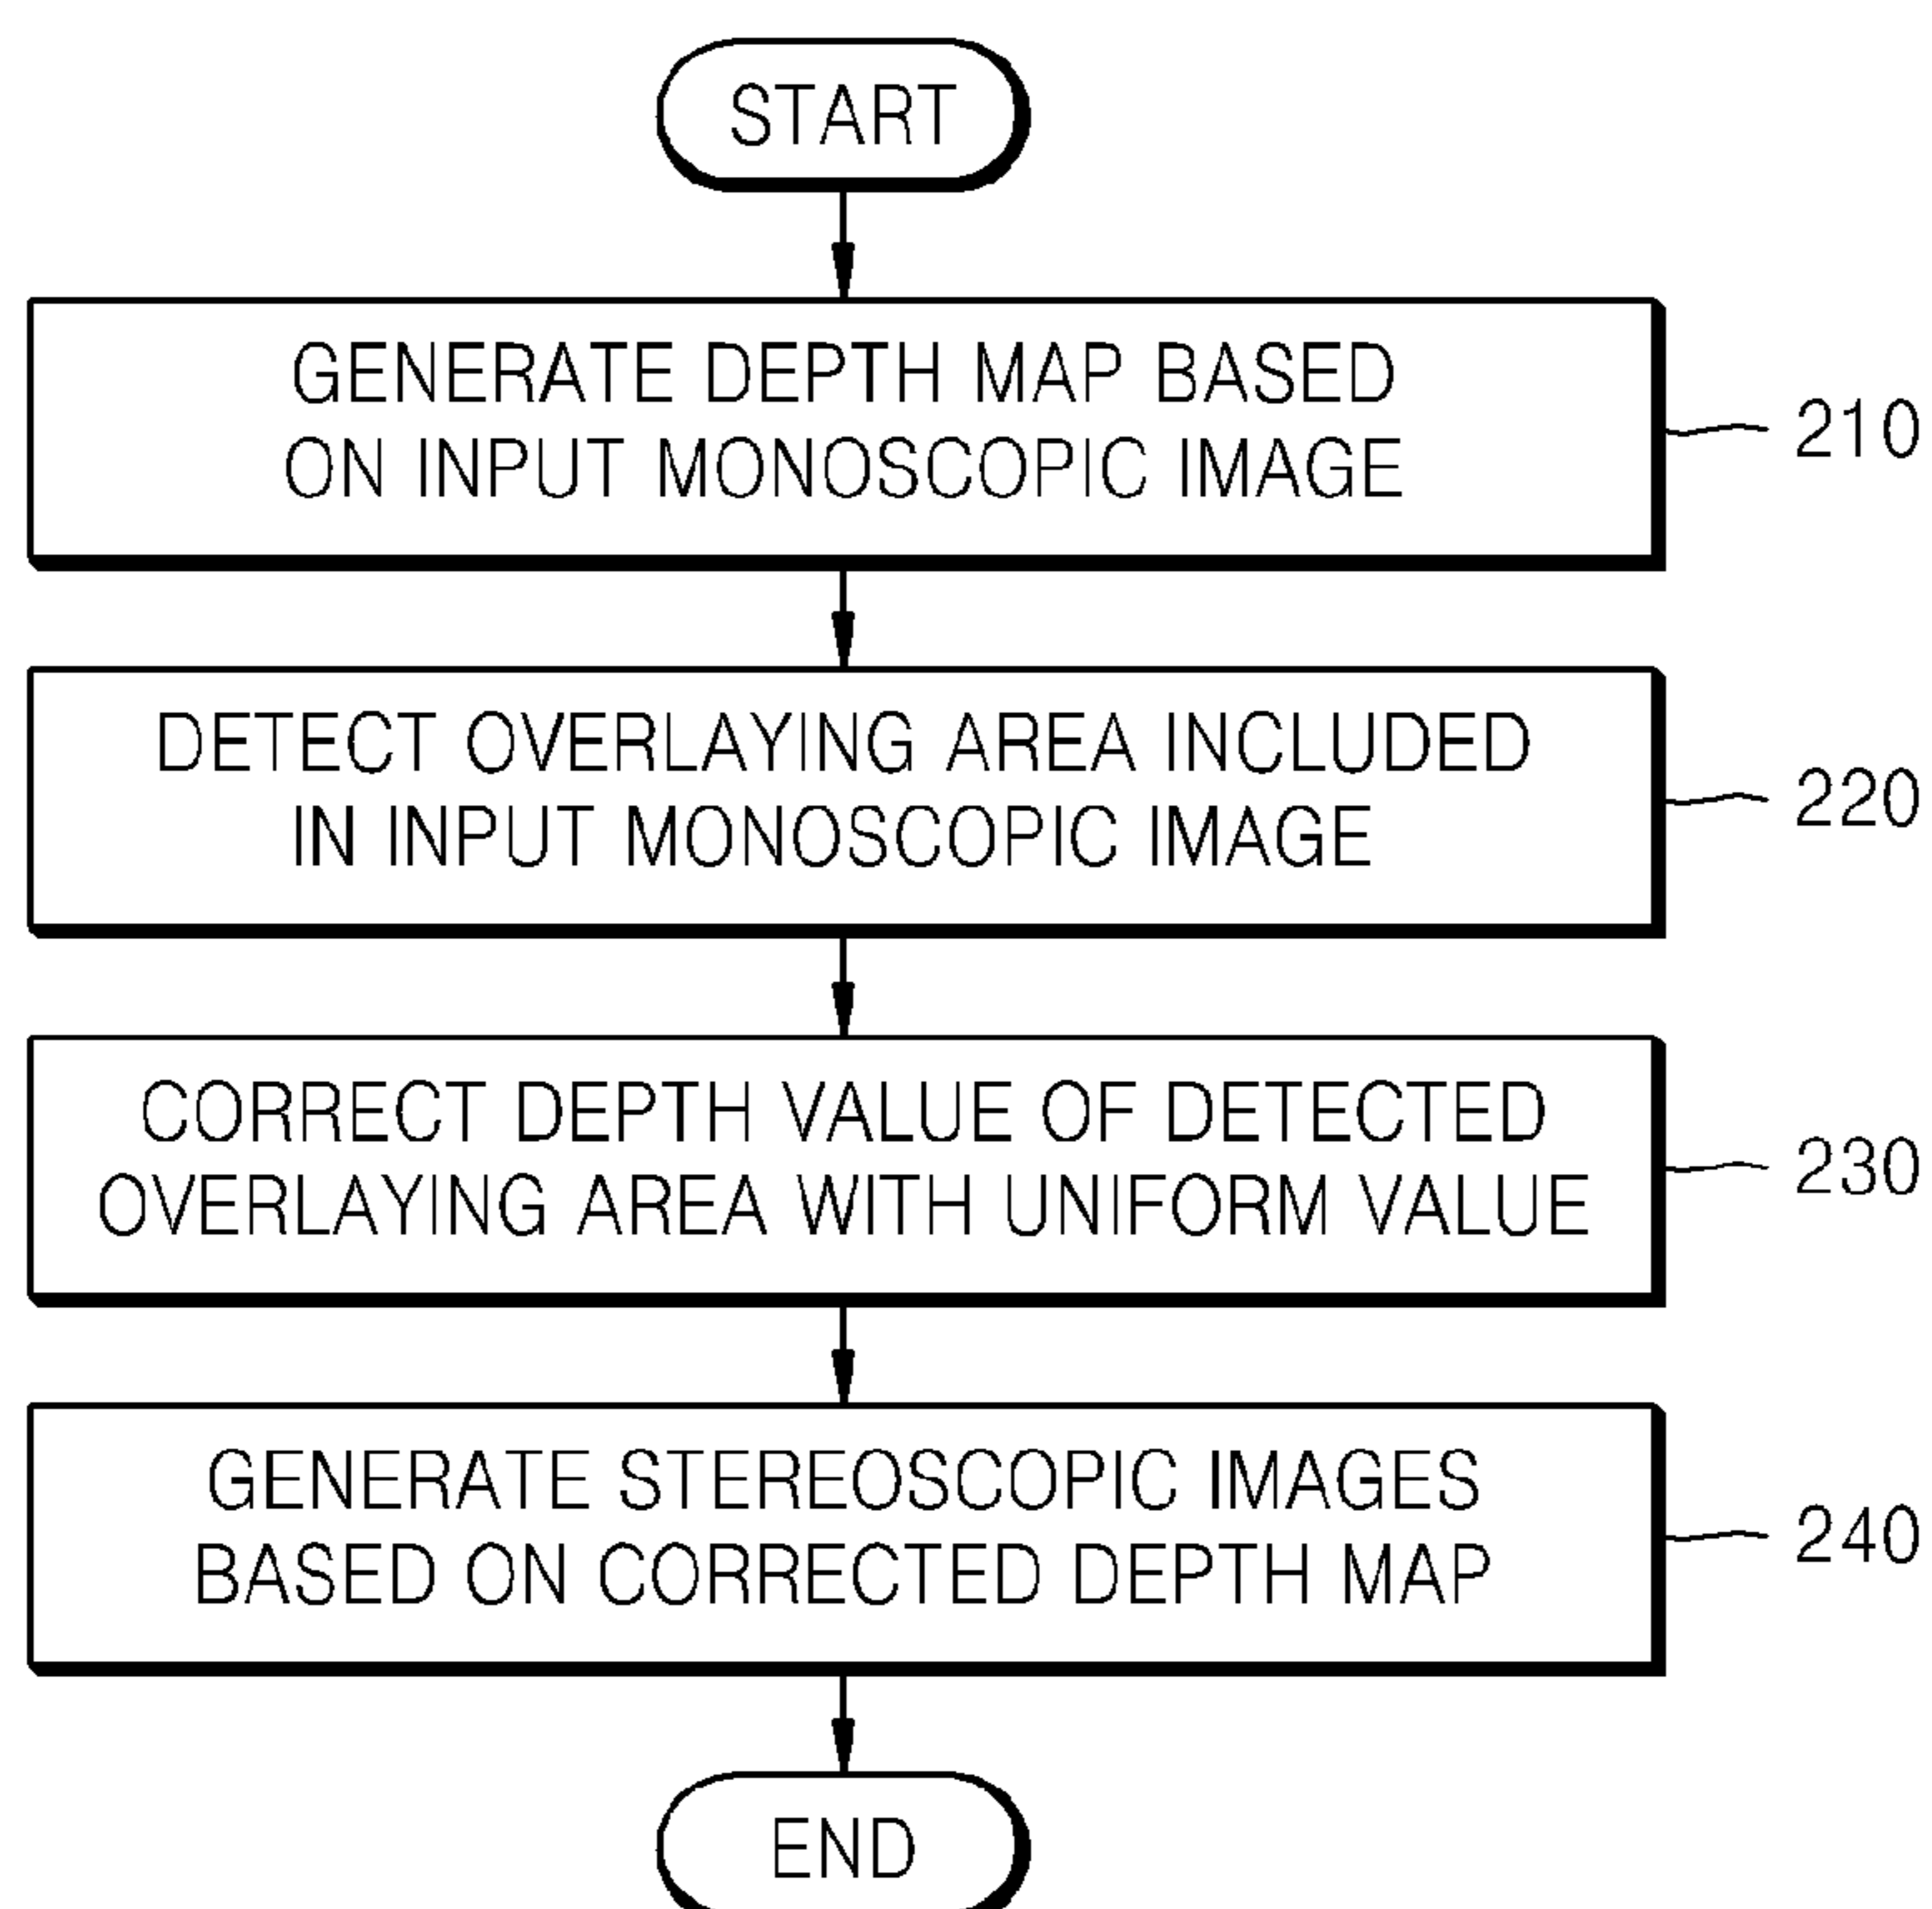 START
GENERATE DEPTH MAP BASED
ON INPUT MONOSCOPIC IMAGE
210
DETECT OVERLAYING AREA INCLUDED
IN INPUT MONOSCOPIC IMAGE
220
CORRECT DEPTH VALUE OF DETECTED
OVERLAYING AREA WITH UNIFORM VALUE
230
GENERATE STEREOSCOPIC IMAGES
BASED ON CORRECTED DEPTH MAP
240
END